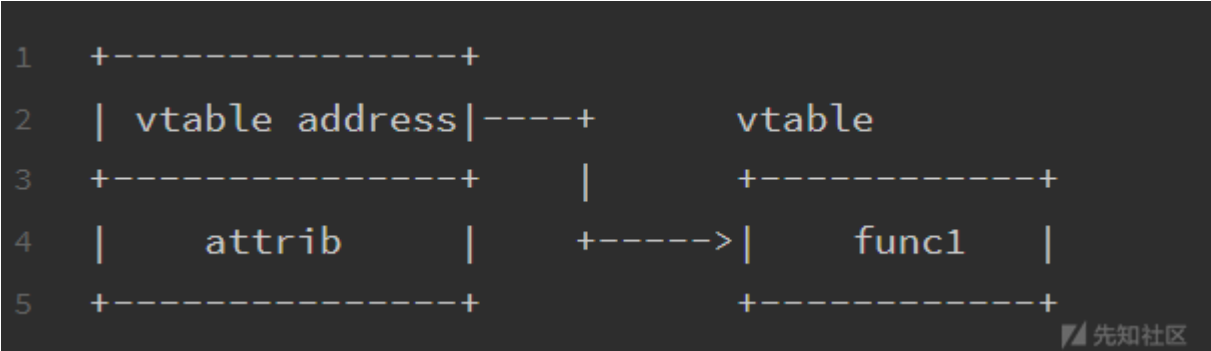 1   +---------------+
2   | vtable address|----+      vtable
3   +---------------+    |      +------------+
4   |    attrib     |    +----->|    func1   |
5   +---------------+           +------------+
先知社区